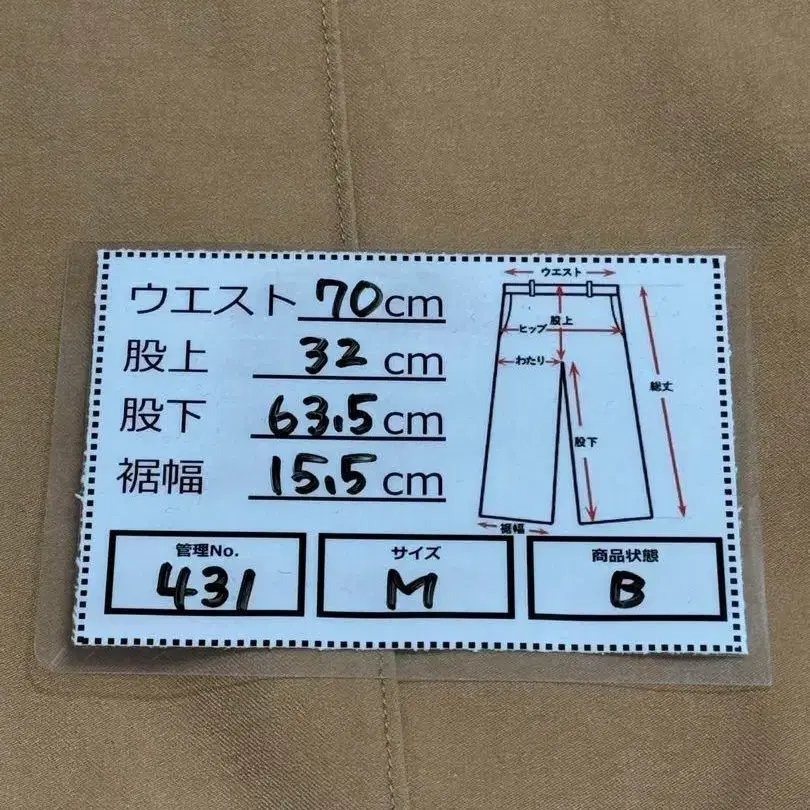 ウエスト 70cm
股上 32cm
股下 63.5cm
裾幅 15.5cm
ウエスト
股上
ヒップ
わたり
総丈
股下
裾幅
管理No.
431
サイズ
M
商品状態
B